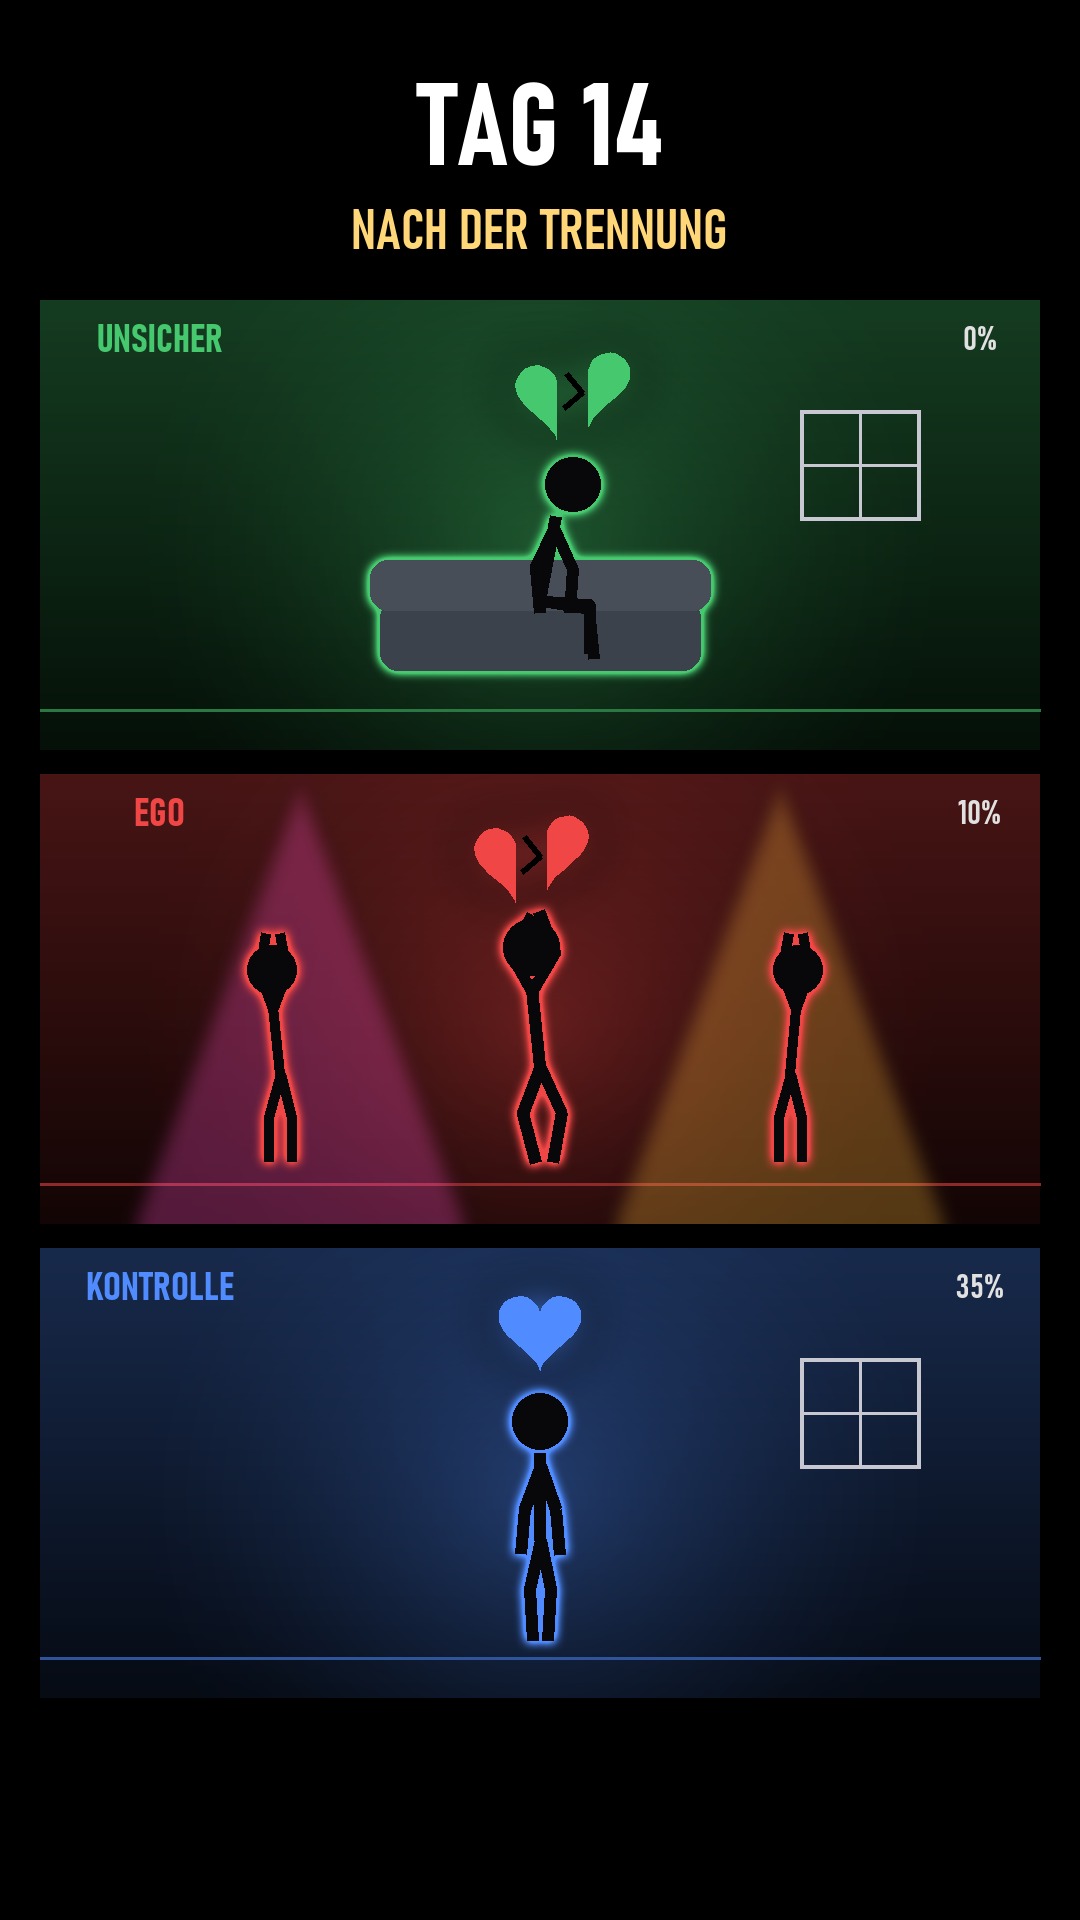 TAG 14
NACH DER TRENNUNG
UNSICHER
0%
EGO
10%
KONTROLLE
35%